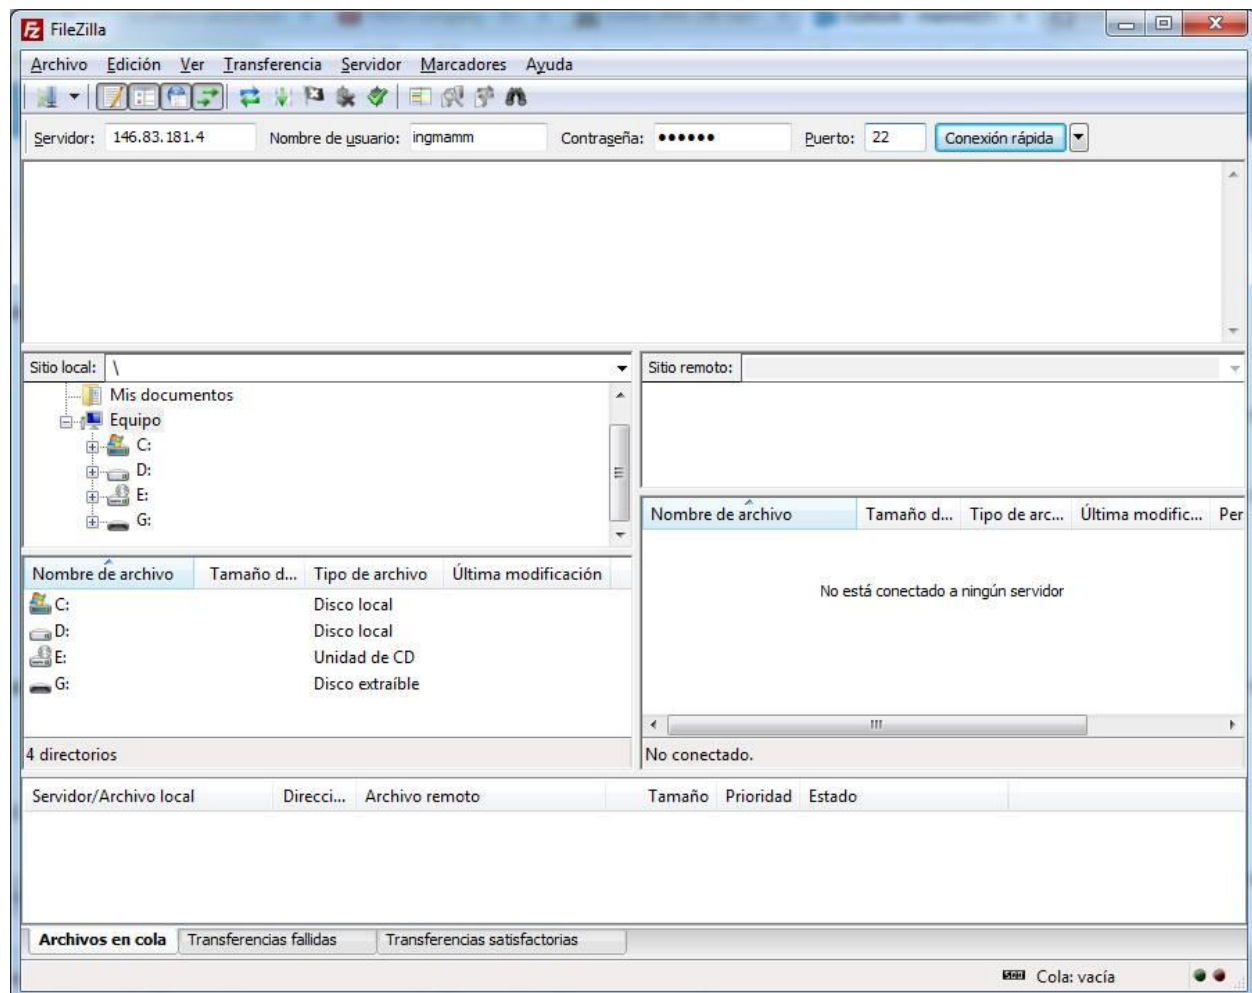 FileZilla
Archivo Edición Ver Transferencia Servidor Marcadores Ayuda
Servidor: 146.83.181.4 Nombre de usuario: ingmamm Contraseña: ●●●●●● Puerto: 22 Conexión rápida
Sitio local: \
Mis documentos
Equipo
C:
D:
E:
G:
Nombre de archivo Tamaño d... Tipo de archivo Última modificación
C: Disco local
D: Disco local
E: Unidad de CD
G: Disco extraíble
4 directorios
Sitio remoto:
Nombre de archivo Tamaño d... Tipo de arc... Última modific... Per
No está conectado a ningún servidor
No conectado.
Servidor/Archivo local Direcci... Archivo remoto Tamaño Prioridad Estado
Archivos en cola Transferencias fallidas Transferencias satisfactorias
Cola: vacía